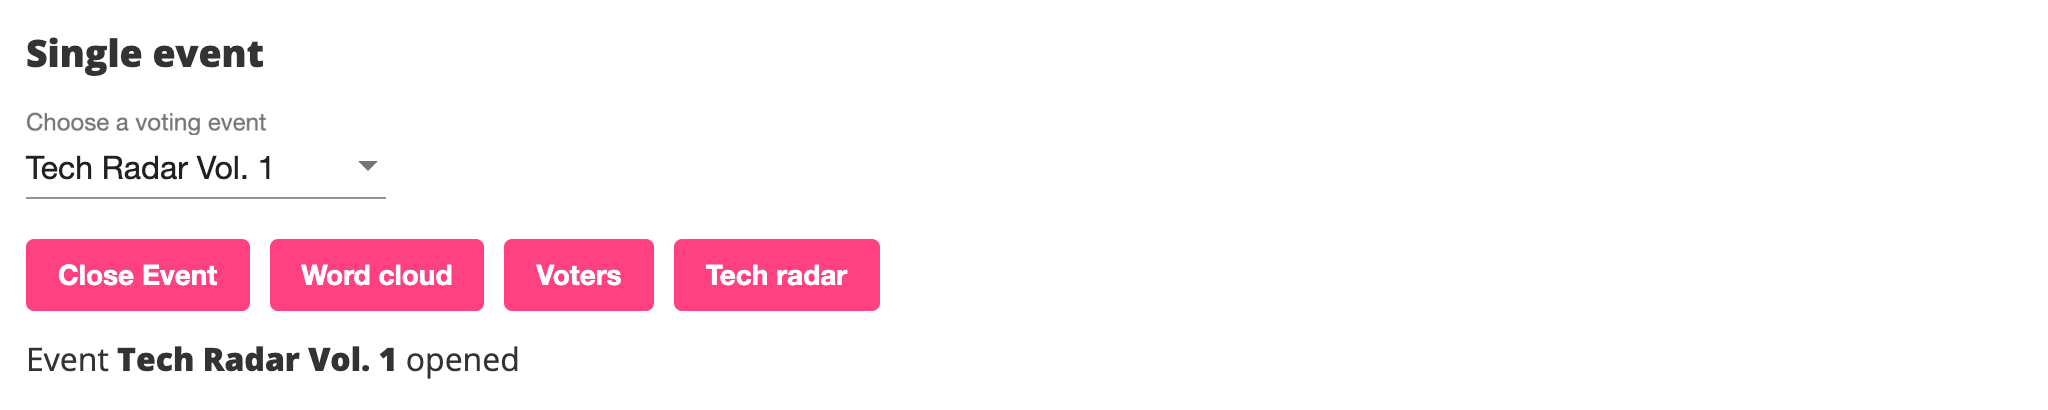 Single event
Choose a voting event
Tech Radar Vol. 1
Close Event Word cloud Voters Tech radar
Event Tech Radar Vol. 1 opened